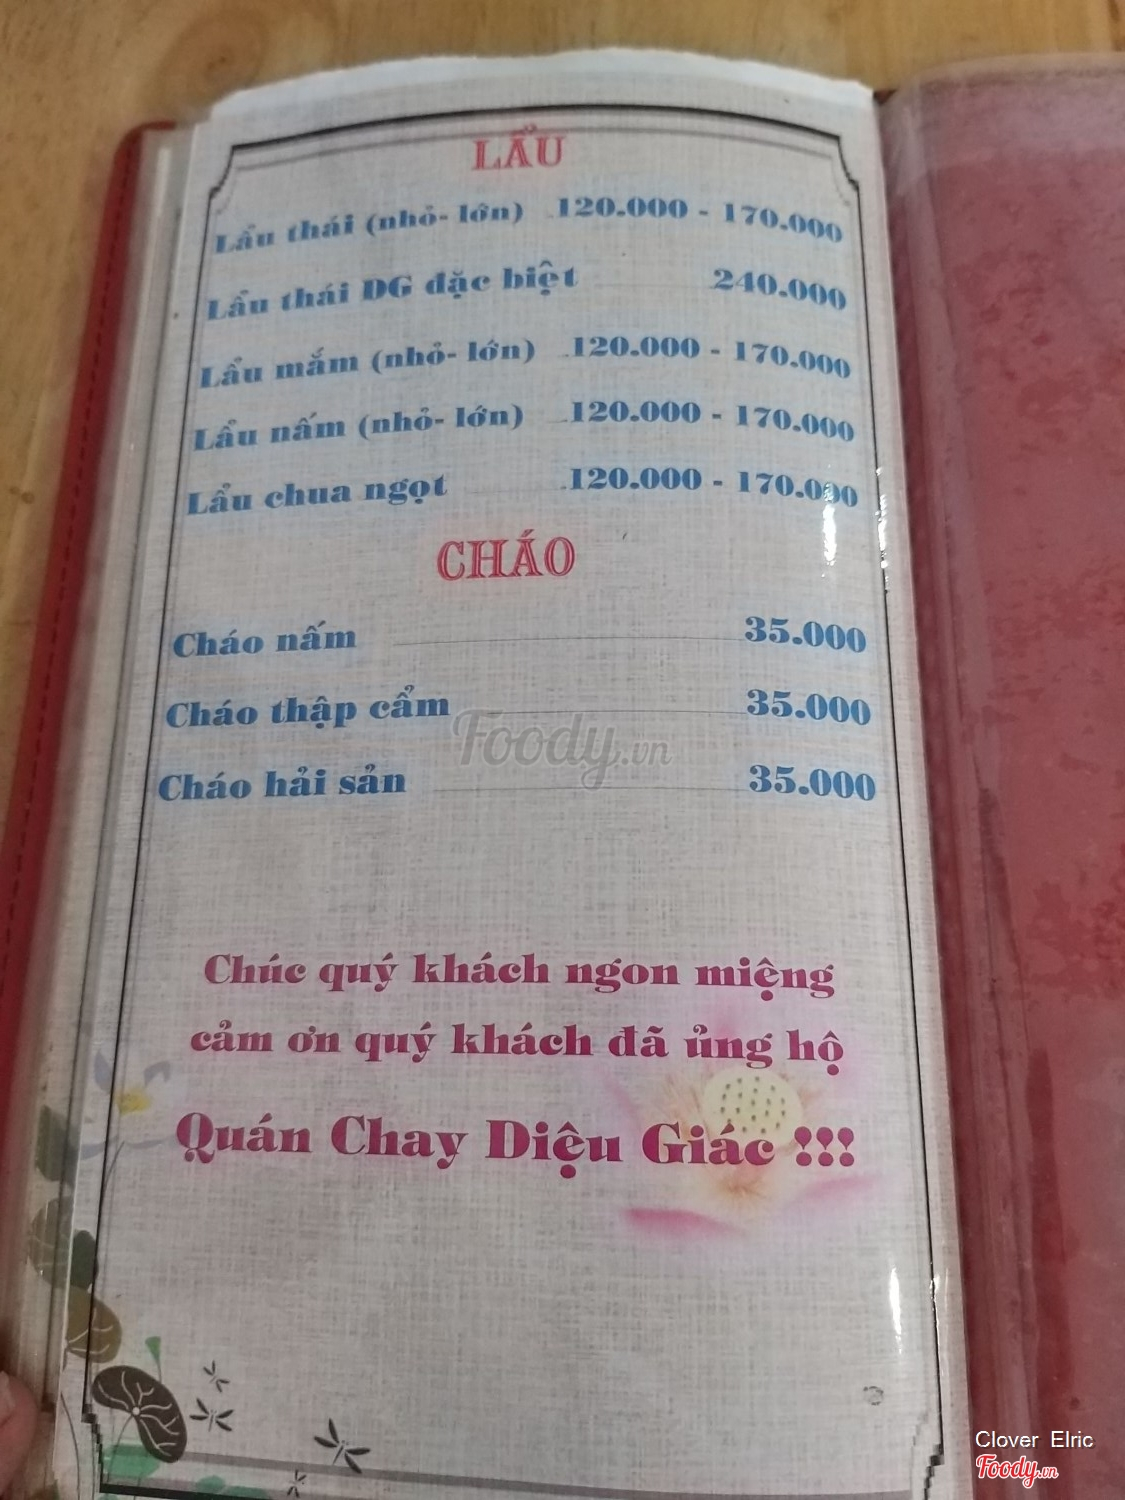 LẨU
Lẩu thái (nhỏ- lớn) 120.000 - 170.000
Lẩu thái DG đặc biệt 240.000
Lẩu mắm (nhỏ- lớn) 120.000 - 170.000
Lẩu nấm (nhỏ- lớn) 120.000 - 170.000
Lẩu chua ngọt 120.000 - 170.000
CHÁO
Cháo nấm 35.000
Cháo thập cẩm 35.000
Foody.vn
Cháo hải sản 35.000
Chúc quý khách ngon miệng
cảm ơn quý khách đã ủng hộ
Quán Chay Diệu Giác !!!
Clover Elric
Foody.vn